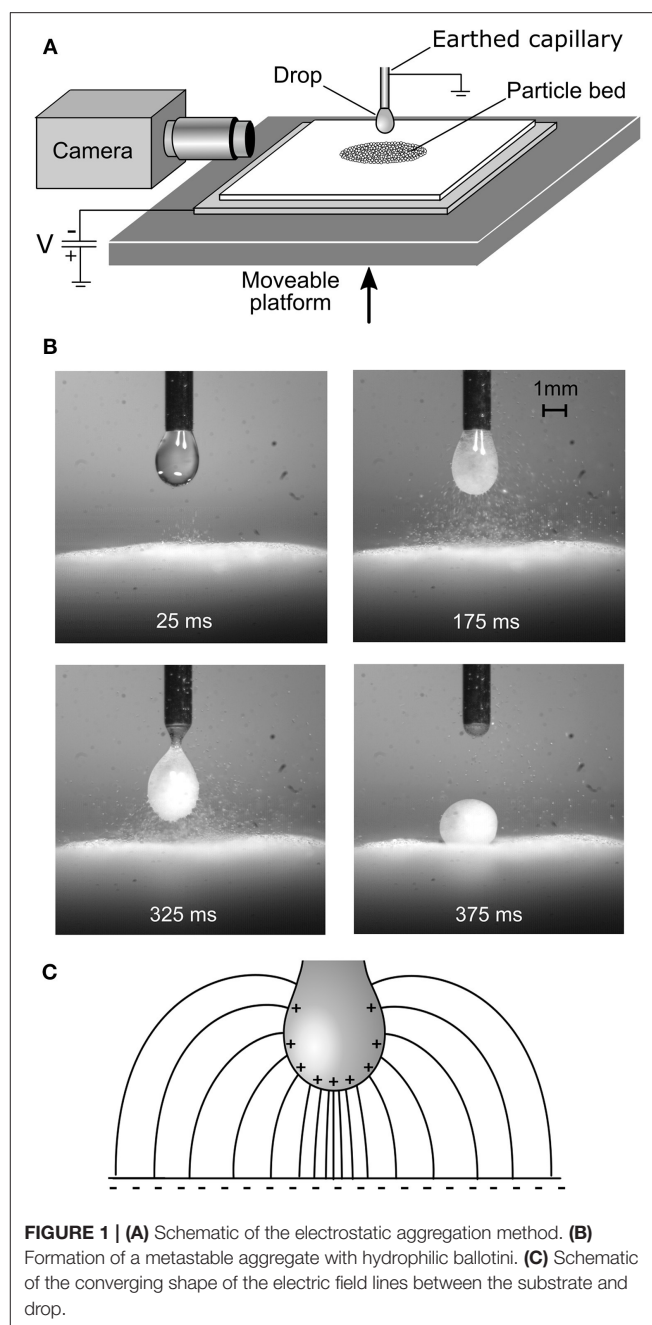 A
Earthed capillary
Drop
Particle bed
Camera
V
-
+
Moveable
platform
B
1mm
25 ms
175 ms
325 ms
375 ms
C
+ + + + + + + + + + +
- - - - - - - - - - - - - - - - - - - -
FIGURE 1 | (A) Schematic of the electrostatic aggregation method. (B)
Formation of a metastable aggregate with hydrophilic ballotini. (C) Schematic
of the converging shape of the electric field lines between the substrate and
drop.